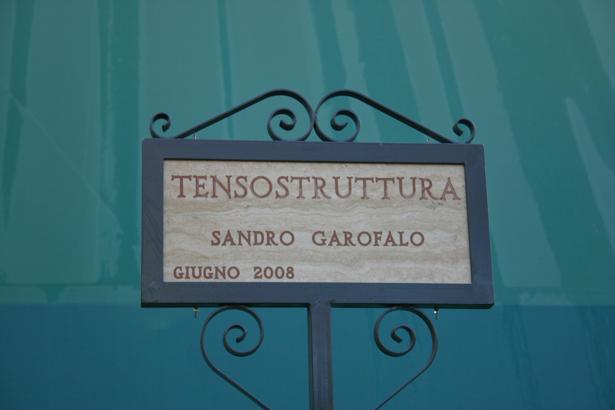 TENSOSTRUTTURA
SANDRO GAROFALO
GIUGNO 2008